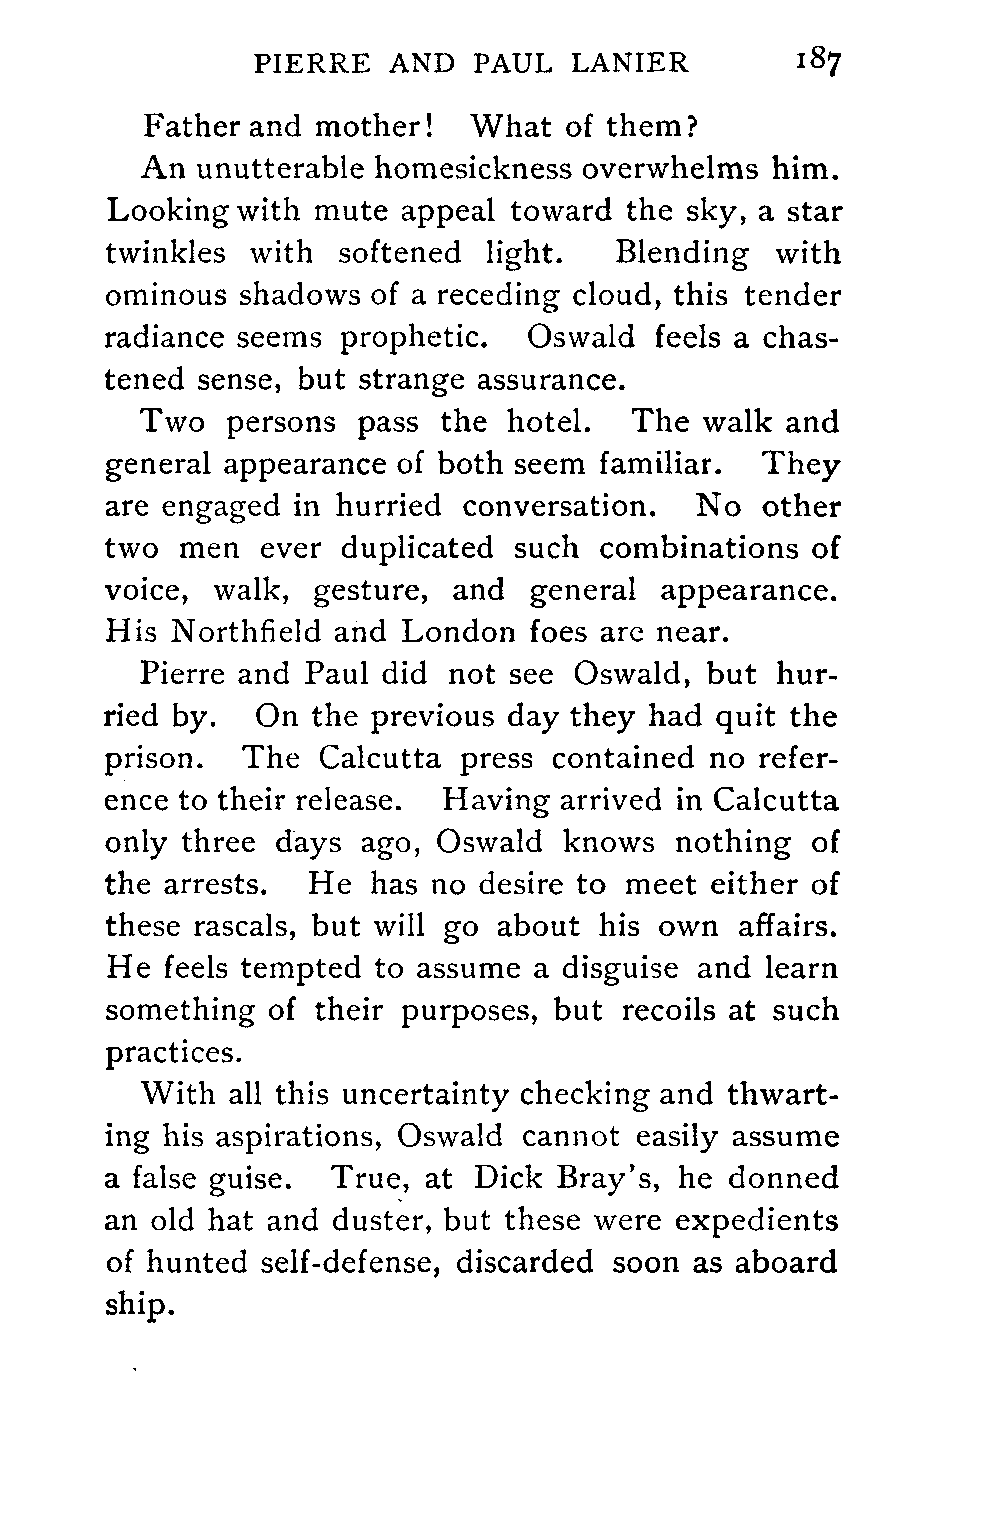 PIERRE AND PAUL LANIER 187
Father and mother! What of them?
An unutterable homesickness overwhelms him.
Looking with mute appeal toward the sky, a star
twinkles with softened light. Blending with
ominous shadows of a receding cloud, this tender
radiance seems prophetic. Oswald feels a chas-
tened sense, but strange assurance.
Two persons pass the hotel. The walk and
general appearance of both seem familiar. They
are engaged in hurried conversation. No other
two men ever duplicated such combinations of
voice, walk, gesture, and general appearance.
His Northfield and London foes are near.
Pierre and Paul did not see Oswald, but hur-
ried by. On the previous day they had quit the
prison. The Calcutta press contained no refer-
ence to their release. Having arrived in Calcutta
only three days ago, Oswald knows nothing of
the arrests. He has no desire to meet either of
these rascals, but will go about his own affairs.
He feels tempted to assume a disguise and learn
something of their purposes, but recoils at such
practices.
With all this uncertainty checking and thwart-
ing his aspirations, Oswald cannot easily assume
a false guise. True, at Dick Bray's, he donned
an old hat and duster, but these were expedients
of hunted self-defense, discarded soon as aboard
ship.